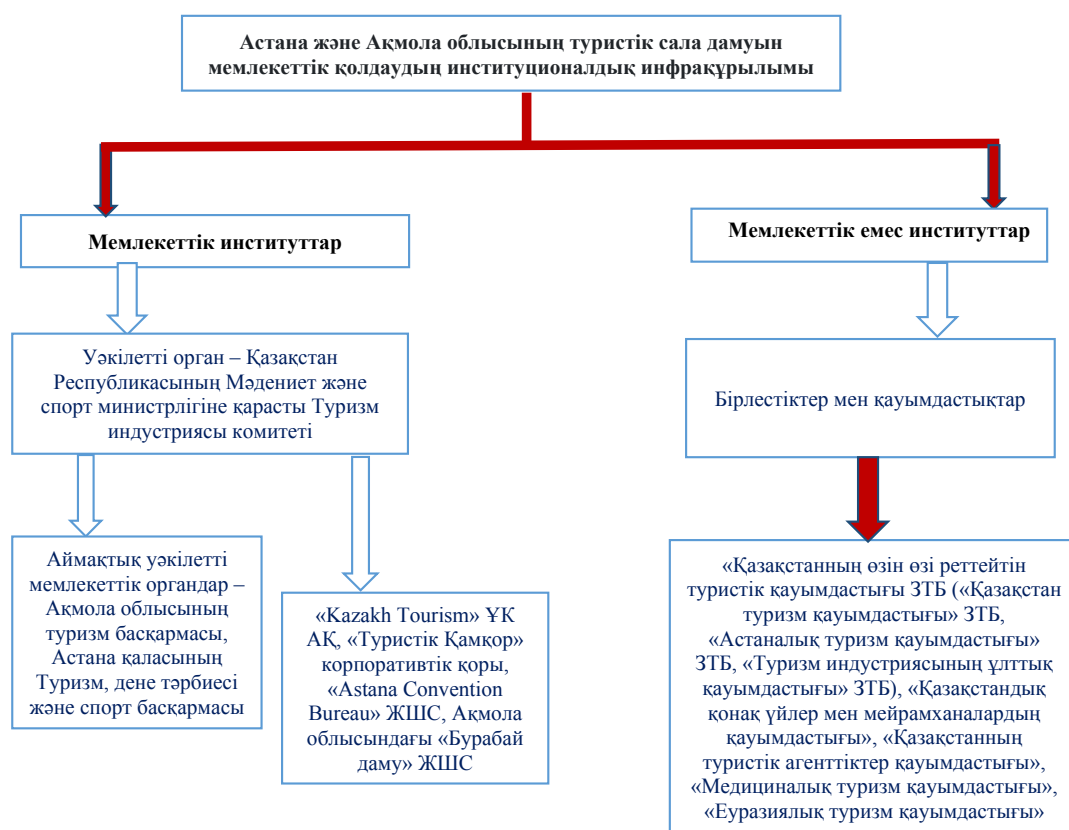 Астана және Ақмола облысының туристік сала дамуын
мемлекеттік қолдаудың институционалдық инфрақұрылымы
Мемлекеттік институттар
Мемлекеттік емес институттар
Уәкілетті орган – Қазақстан
Республикасының Мәдениет және
спорт министрлігіне қарасты Туризм
индустриясы комитеті
Бірлестіктер мен қауымдастықтар
Аймақтық уәкілетті
мемлекеттік органдар –
Ақмола облысының
туризм басқармасы,
Астана қаласының
Туризм, дене тәрбиесі
және спорт басқармасы
«Kazakh Tourism» ҰК
АҚ, «Туристік Қамқор»
корпоративтік қоры,
«Astana Convention
Bureau» ЖШС, Ақмола
облысындағы «Бурабай
даму» ЖШС
«Қазақстанның өзін өзі реттейтін
туристік қауымдастығы ЗТБ («Қазақстан
туризм қауымдастығы» ЗТБ,
«Астаналық туризм қауымдастығы»
ЗТБ, «Туризм индустриясының ұлттық
қауымдастығы» ЗТБ), «Қазақстандық
қонақ үйлер мен мейрамханалардың
қауымдастығы», «Қазақстанның
туристік агенттіктер қауымдастығы»,
«Медициналық туризм қауымдастығы»,
«Еуразиялық туризм қауымдастығы»